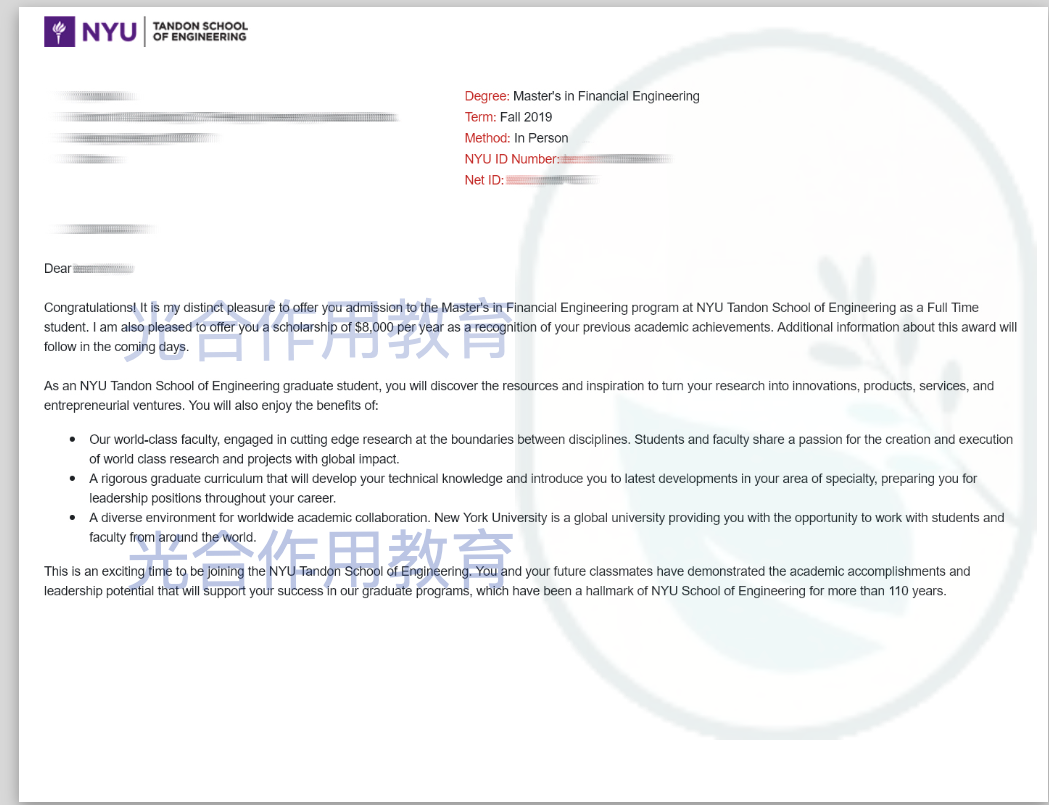 NYU TANDON SCHOOL
OF ENGINEERING
Degree: Master's in Financial Engineering
Term: Fall 2019
Method: In Person
NYU ID Number:
Net ID:
Dear
Congratulations! It is my distinct pleasure to offer you admission to the Master's in Financial Engineering program at NYU Tandon School of Engineering as a Full Time
student. I am also pleased to offer you a scholarship of $8,000 per year as a recognition of your previous academic achievements. Additional information about this award will
follow in the coming days.
光合作用教育
As an NYU Tandon School of Engineering graduate student, you will discover the resources and inspiration to turn your research into innovations, products, services, and
entrepreneurial ventures. You will also enjoy the benefits of:
• Our world-class faculty, engaged in cutting edge research at the boundaries between disciplines. Students and faculty share a passion for the creation and execution
of world class research and projects with global impact.
• A rigorous graduate curriculum that will develop your technical knowledge and introduce you to latest developments in your area of specialty, preparing you for
leadership positions throughout your career.
• A diverse environment for worldwide academic collaboration. New York University is a global university providing you with the opportunity to work with students and
faculty from around the world.
光合作用教育
This is an exciting time to be joining the NYU Tandon School of Engineering. You and your future classmates have demonstrated the academic accomplishments and
leadership potential that will support your success in our graduate programs, which have been a hallmark of NYU School of Engineering for more than 110 years.